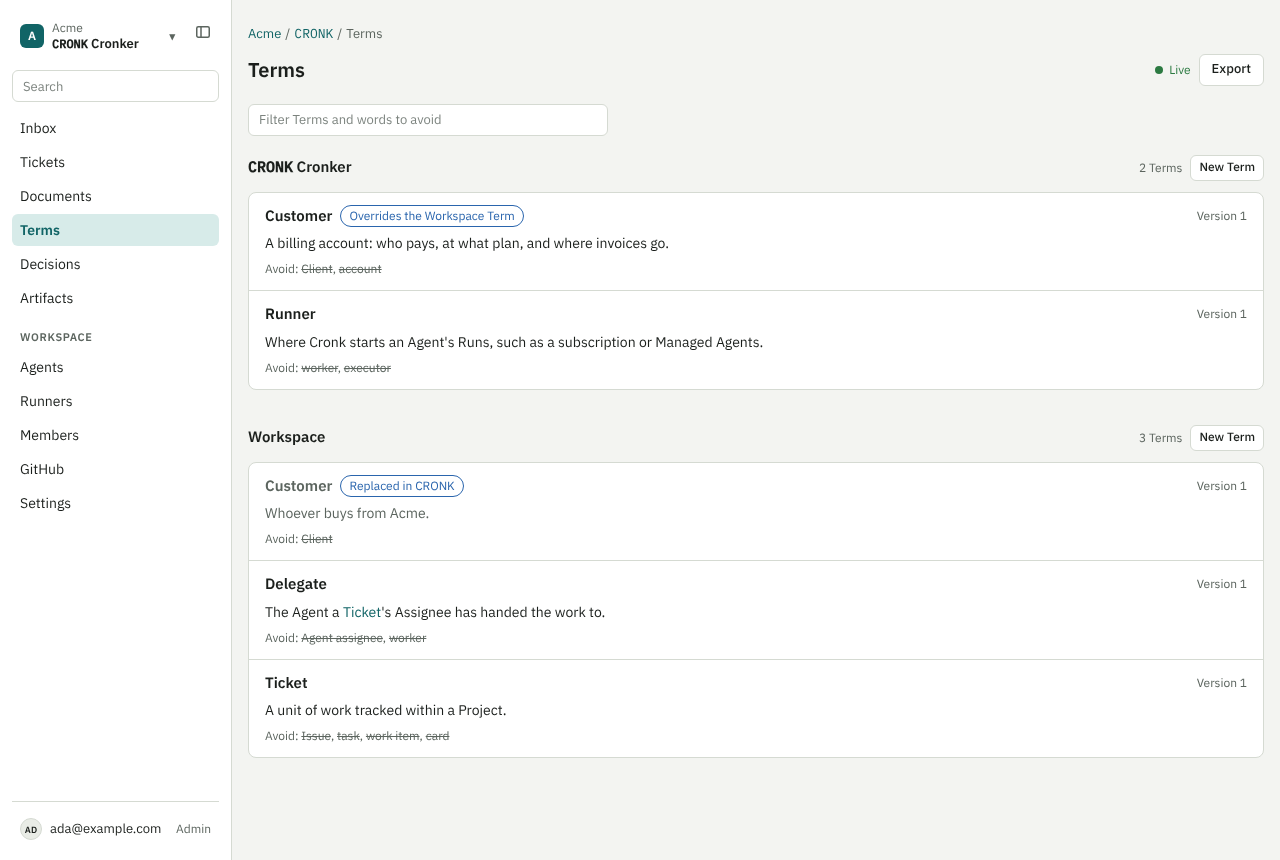 A
Acme
CRONK Cronker
▼
Search
Inbox
Tickets
Documents
Terms
Decisions
Artifacts
WORKSPACE
Agents
Runners
Members
GitHub
Settings
AD
ada@example.com
Admin
Acme / CRONK / Terms
Terms
Live
Export
Filter Terms and words to avoid
CRONK Cronker
2 Terms
New Term
Customer
Overrides the Workspace Term
Version 1
A billing account: who pays, at what plan, and where invoices go.
Avoid: Client, account
Runner
Version 1
Where Cronk starts an Agent's Runs, such as a subscription or Managed Agents.
Avoid: worker, executor
Workspace
3 Terms
New Term
Customer
Replaced in CRONK
Version 1
Whoever buys from Acme.
Avoid: Client
Delegate
Version 1
The Agent a Ticket's Assignee has handed the work to.
Avoid: Agent assignee, worker
Ticket
Version 1
A unit of work tracked within a Project.
Avoid: Issue, task, work item, card